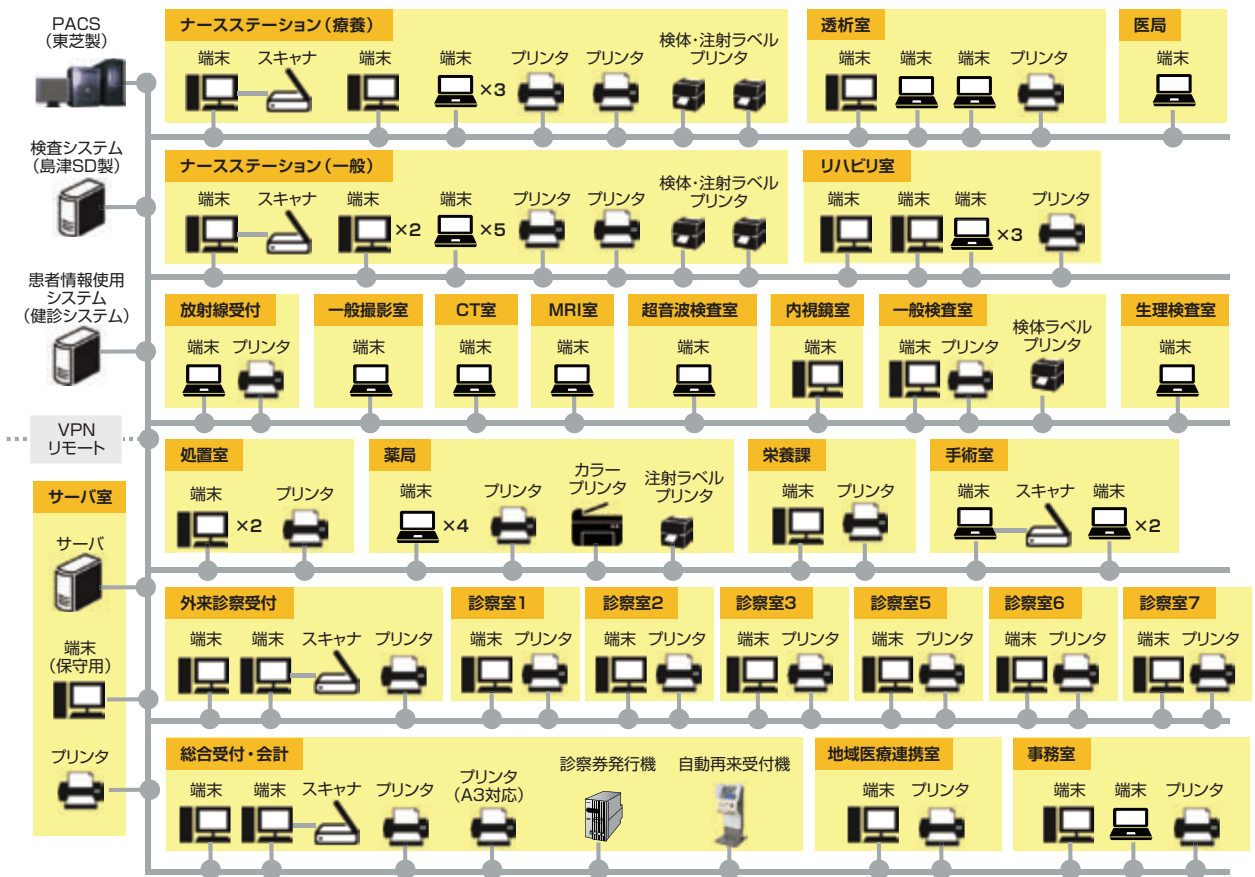 PACS
(東芝製)
検査システム
(島津SD製)
患者情報使用
システム
(健診システム)
VPN
リモート
サーバ室
サーバ
端末
(保守用)
プリンタ
ナースステーション(療養)
端末 スキャナ 端末 端末 ×3 プリンタ プリンタ
検体・注射ラベル
プリンタ
透析室
端末 端末 端末 プリンタ
医局
端末
ナースステーション(一般)
端末 スキャナ 端末 ×2 端末 ×5 プリンタ プリンタ
検体・注射ラベル
プリンタ
リハビリ室
端末 端末 端末 ×3 プリンタ
放射線受付
端末 プリンタ
一般撮影室
端末
CT室
端末
MRI室
端末
超音波検査室
端末
内視鏡室
端末
一般検査室
端末 プリンタ
検体ラベル
プリンタ
生理検査室
端末
処置室
端末 ×2 プリンタ
薬局
端末 ×4 プリンタ
カラー
プリンタ
注射ラベル
プリンタ
栄養課
端末 プリンタ
手術室
端末 スキャナ 端末 ×2
外来診察受付
端末 端末 スキャナ プリンタ
診察室1
端末 プリンタ
診察室2
端末 プリンタ
診察室3
端末 プリンタ
診察室5
端末 プリンタ
診察室6
端末 プリンタ
診察室7
端末 プリンタ
総合受付・会計
端末 端末 スキャナ プリンタ
プリンタ
(A3対応)
診察券発行機
自動再来受付機
地域医療連携室
端末 プリンタ
事務室
端末 端末 プリンタ